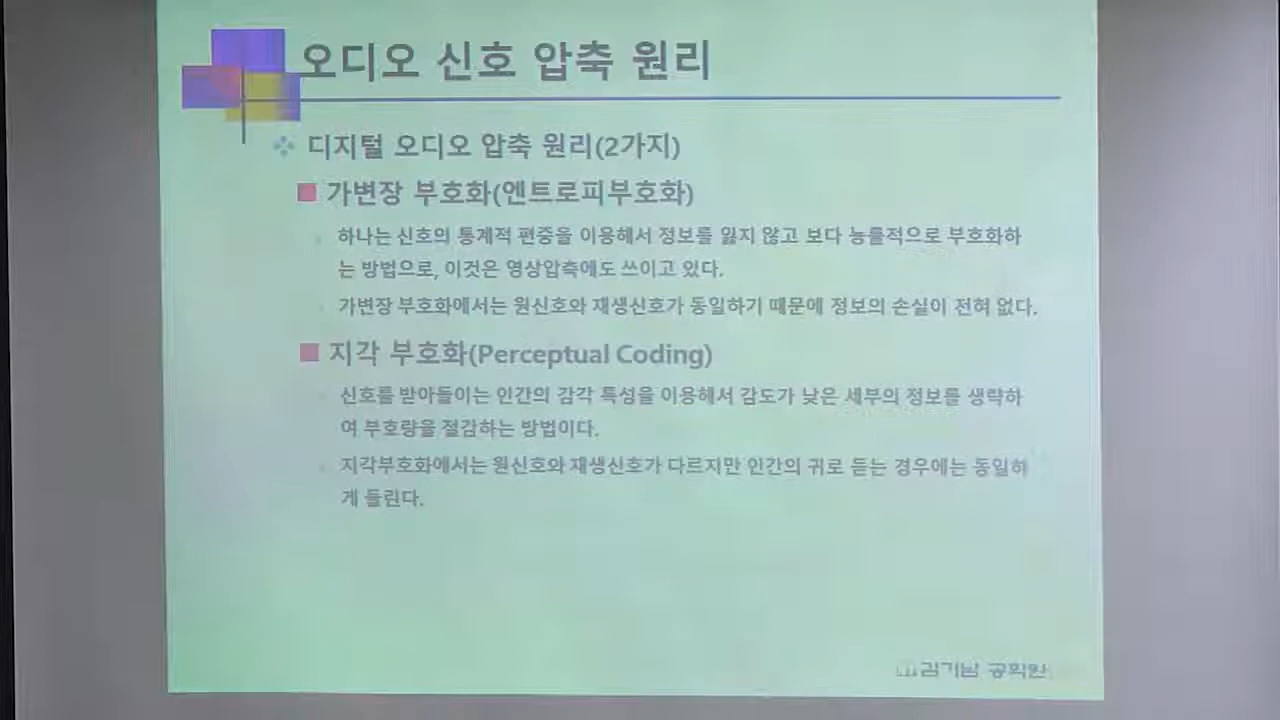 오디오 신호 압축 원리
디지털 오디오 압축 원리(2가지)
가변장 부호화(엔트로피부호화)
하나는 신호의 통계적 편중을 이용해서 정보를 잃지 않고 보다 능률적으로 부호화하
는 방법으로, 이것은 영상압축에도 쓰이고 있다.
가변장 부호화에서는 원신호와 재생신호가 동일하기 때문에 정보의 손실이 전혀 없다.
지각 부호화(Perceptual Coding)
신호를 받아들이는 인간의 감각 특성을 이용해서 감도가 낮은 세부의 정보를 생략하
여 부호량을 절감하는 방법이다.
지각부호화에서는 원신호와 재생신호가 다르지만 인간의 귀로 듣는 경우에는 동일하
게 들린다.
김기남 공학원